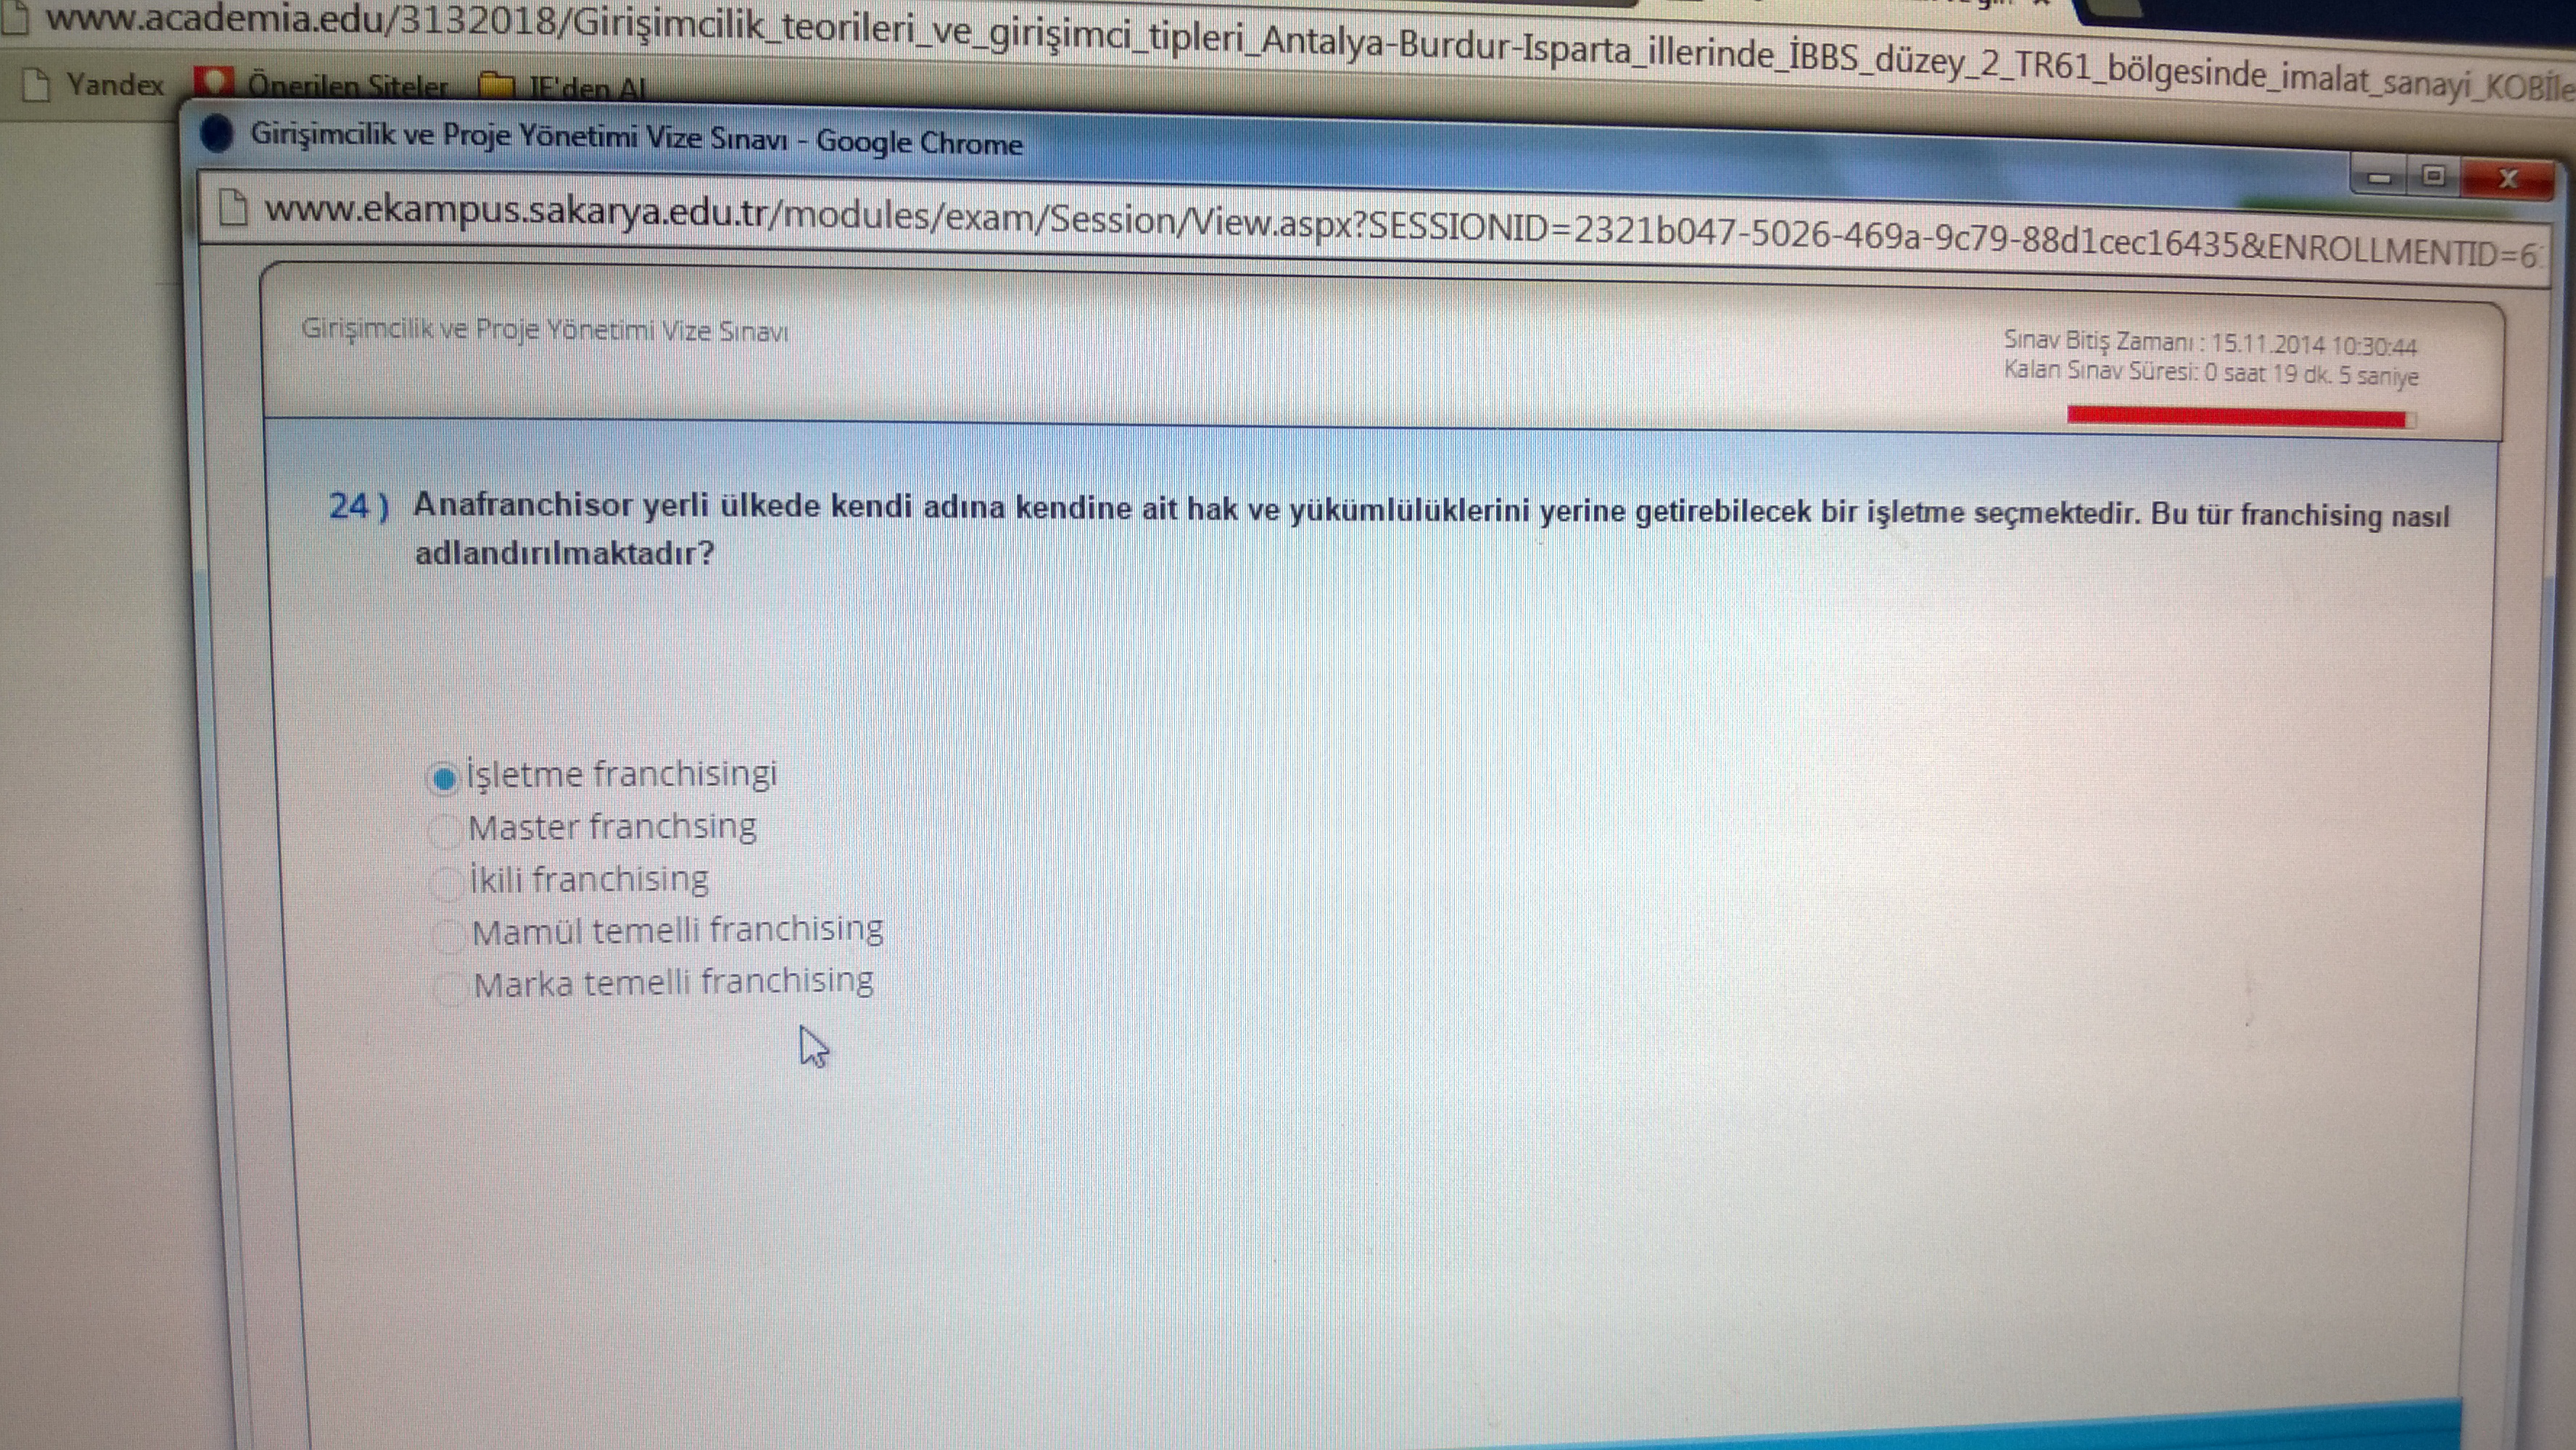 www.academia.edu/3132018/Girişimcilik_teorileri_ve_girişimci_tipleri_Antalya-Burdur-Isparta_illerinde_İBBS_düzey_2_TR61_bölgesinde_imalat_sanayi_KOBİle
Yandex Önerilen Siteler IE'den Al
Girişimcilik ve Proje Yönetimi Vize Sınavı - Google Chrome
www.ekampus.sakarya.edu.tr/modules/exam/Session/View.aspx?SESSIONID=2321b047-5026-469a-9c79-88d1cec16435&ENROLLMENTID=6
Girişimcilik ve Proje Yönetimi Vize Sınavı
Sınav Bitiş Zamanı : 15.11.2014 10:30:44
Kalan Sınav Süresi: 0 saat 19 dk. 5 saniye
24 ) Anafranchisor yerli ülkede kendi adına kendine ait hak ve yükümlülüklerini yerine getirebilecek bir işletme seçmektedir. Bu tür franchising nasıl
adlandırılmaktadır?
İşletme franchisingi
Master franchsing
İkili franchising
Mamül temelli franchising
Marka temelli franchising